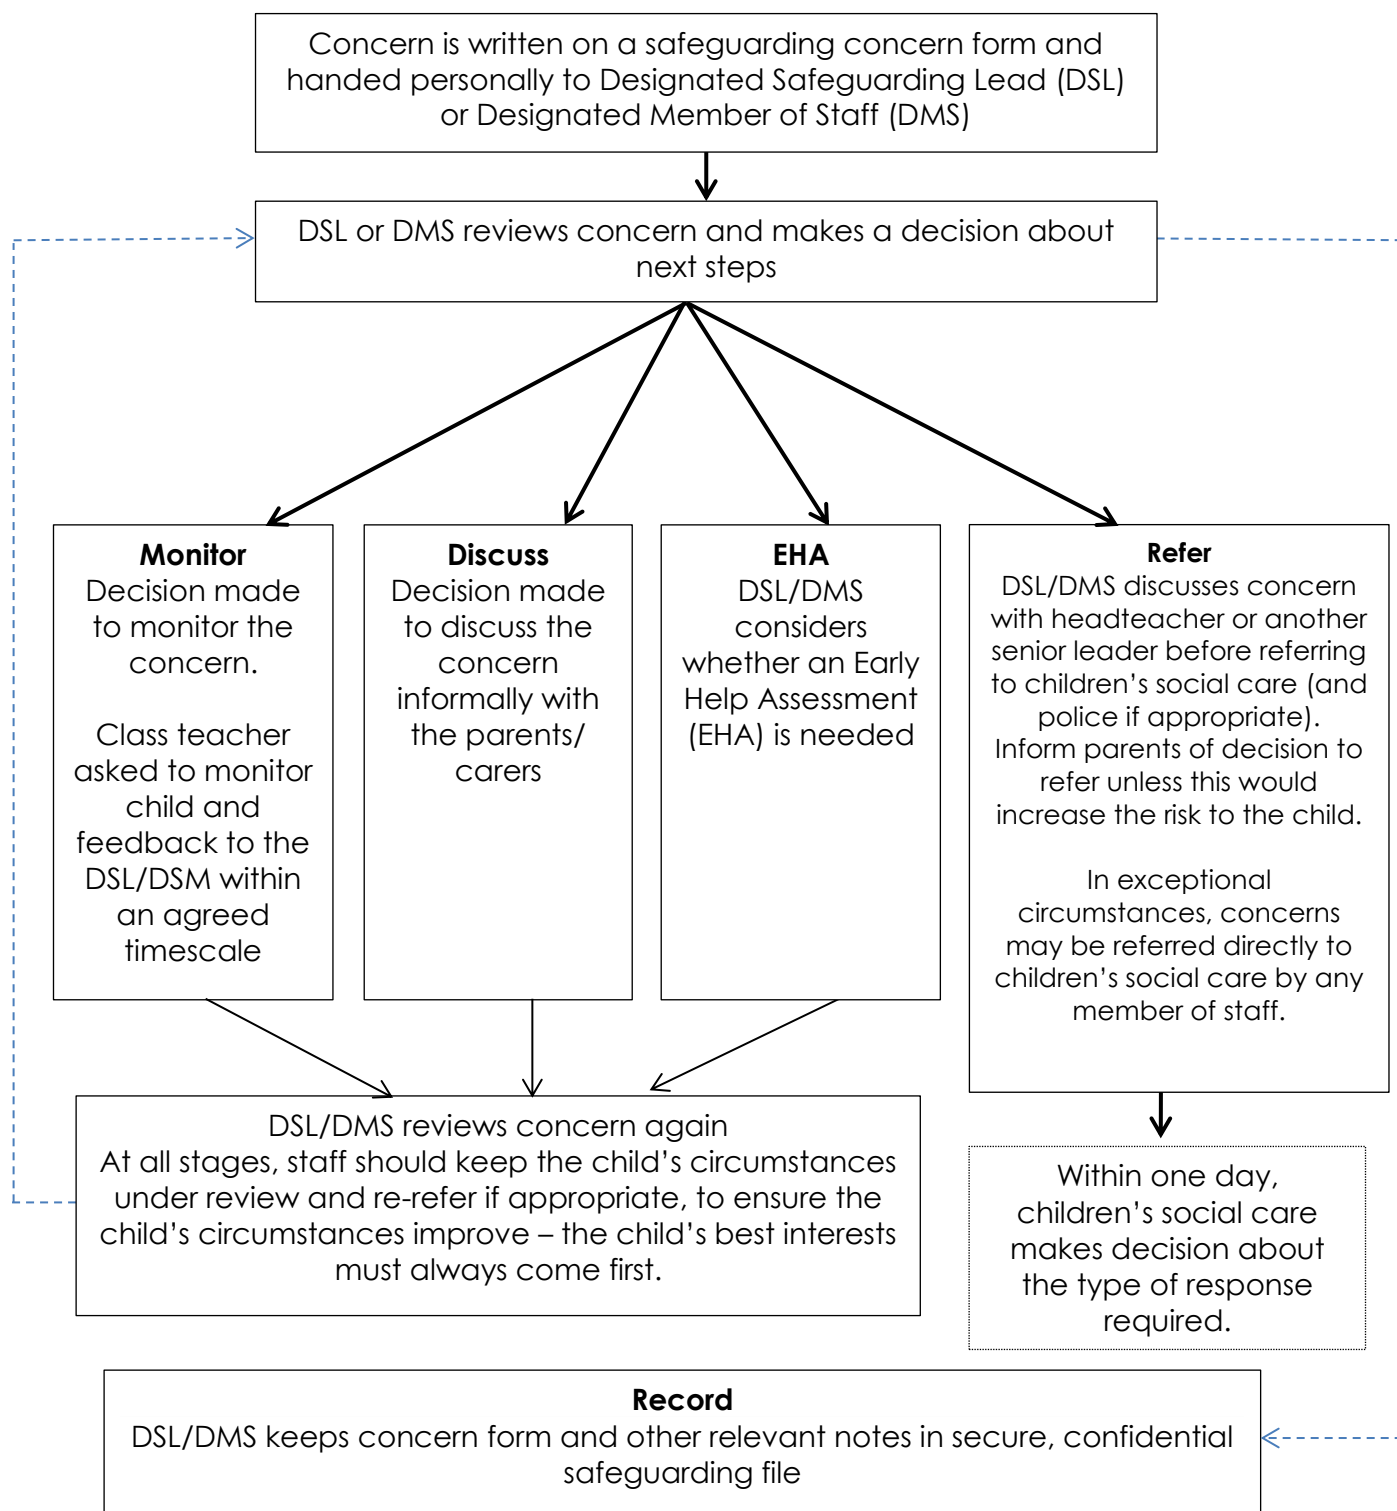 Concern is written on a safeguarding concern form and
handed personally to Designated Safeguarding Lead (DSL)
or Designated Member of Staff (DMS)
DSL or DMS reviews concern and makes a decision about
next steps
Monitor
Decision made
to monitor the
concern.
Class teacher
asked to monitor
child and
feedback to the
DSL/DSM within
an agreed
timescale
Discuss
Decision made
to discuss the
concern
informally with
the parents/
carers
EHA
DSL/DMS
considers
whether an Early
Help Assessment
(EHA) is needed
Refer
DSL/DMS discusses concern
with headteacher or another
senior leader before referring
to children’s social care (and
police if appropriate).
Inform parents of decision to
refer unless this would
increase the risk to the child.
In exceptional
circumstances, concerns
may be referred directly to
children’s social care by any
member of staff.
DSL/DMS reviews concern again
At all stages, staff should keep the child’s circumstances
under review and re-refer if appropriate, to ensure the
child’s circumstances improve – the child’s best interests
must always come first.
Within one day,
children’s social care
makes decision about
the type of response
required.
Record
DSL/DMS keeps concern form and other relevant notes in secure, confidential
safeguarding file